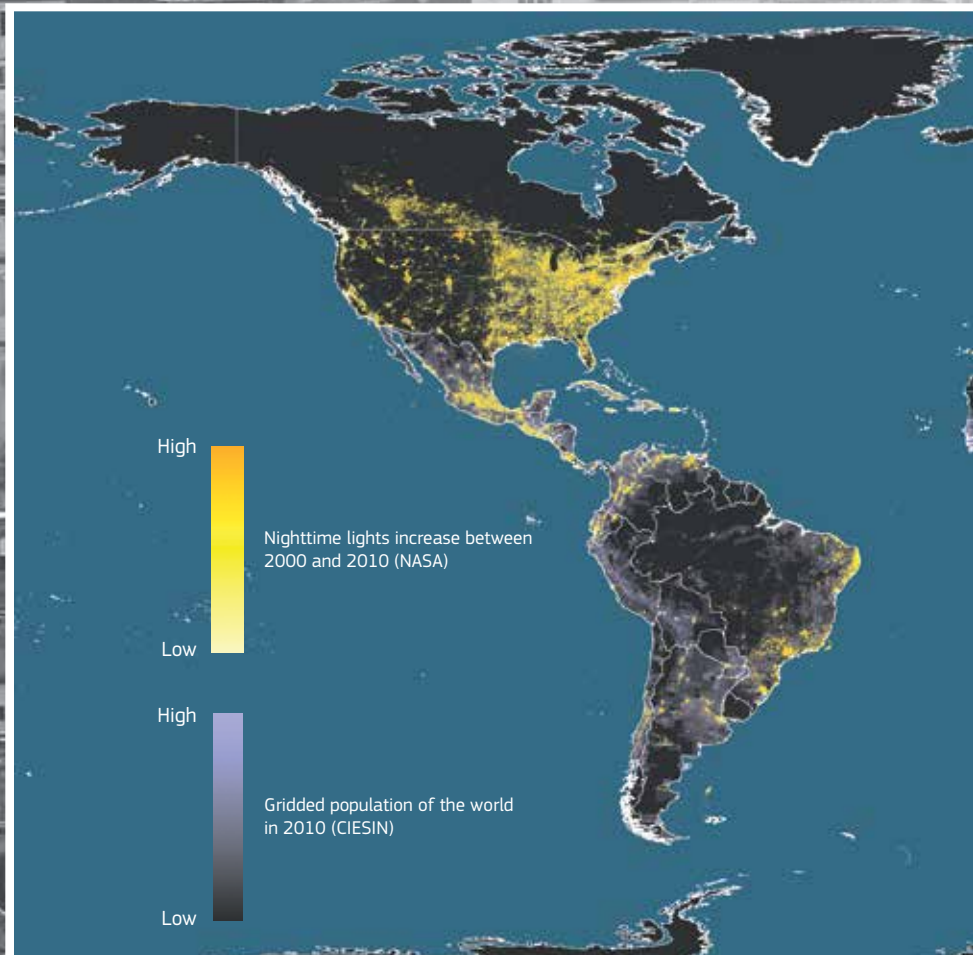 High
Nighttime lights increase between
2000 and 2010 (NASA)
Low
High
Gridded population of the world
in 2010 (CIESIN)
Low